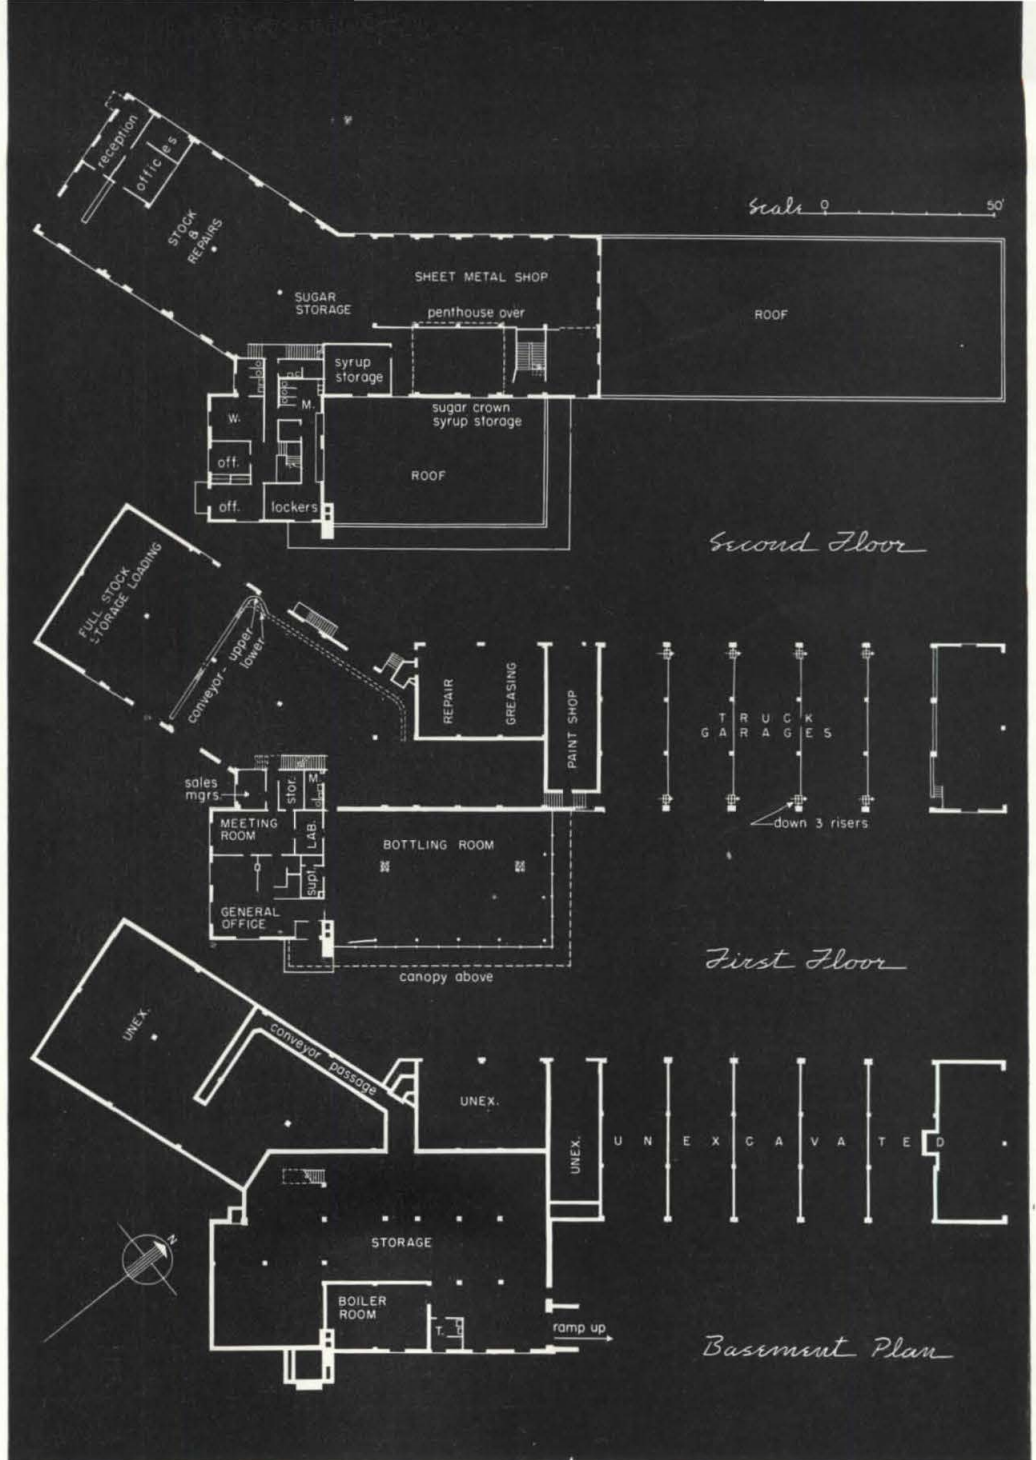 reception
offices
STOCK
&
REPAIRS
Scale 0 50'
SHEET METAL SHOP
SUGAR
STORAGE
penthouse over
ROOF
syrup
storage
W.
M.
sugar crown
syrup storage
off.
ROOF
off.
lockers
Second Floor
FULL STOCK
STORAGE LOADING
conveyor - upper
lower
REPAIR
GREASING
PAINT SHOP
TRUCK
GARAGES
sales
mgrs.
stor.
M.
down 3 risers
MEETING
ROOM
LAB.
BOTTLING ROOM
supt.
GENERAL
OFFICE
canopy above
First Floor
UNEX.
conveyor passage
UNEX.
UNEX.
UNEXCAVATED
N
STORAGE
BOILER
ROOM
T.
ramp up
Basement Plan